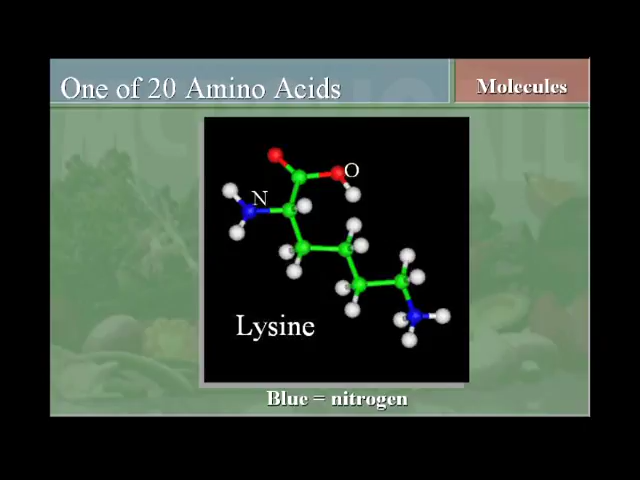 One of 20 Amino Acids
Molecules
O
N
Lysine
Blue = nitrogen